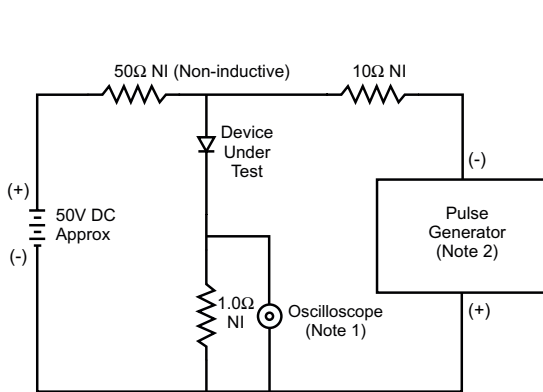 50Ω NI (Non-inductive)
10Ω NI
Device
Under
Test
(-)
(+)
50V DC
Approx
(-)
Pulse
Generator
(Note 2)
1.0Ω
NI
Oscilloscope
(Note 1)
(+)